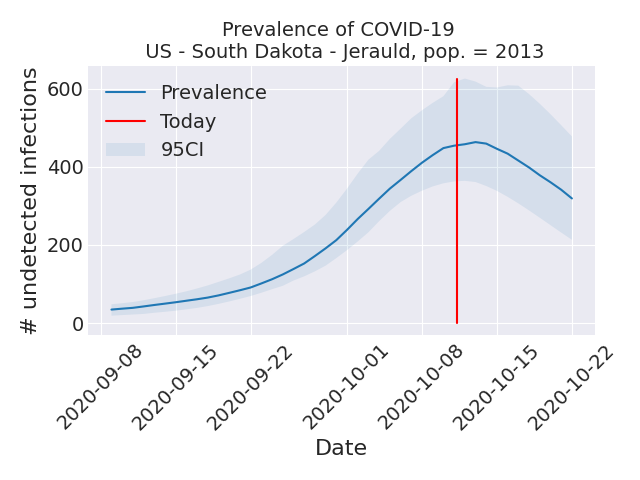 Prevalence of COVID-19
US - South Dakota - Jerauld, pop. = 2013
# undetected infections
600
400
200
0
Prevalence
Today
95CI
2020-09-08
2020-09-15
2020-09-22
2020-10-01
2020-10-08
2020-10-15
2020-10-22
Date